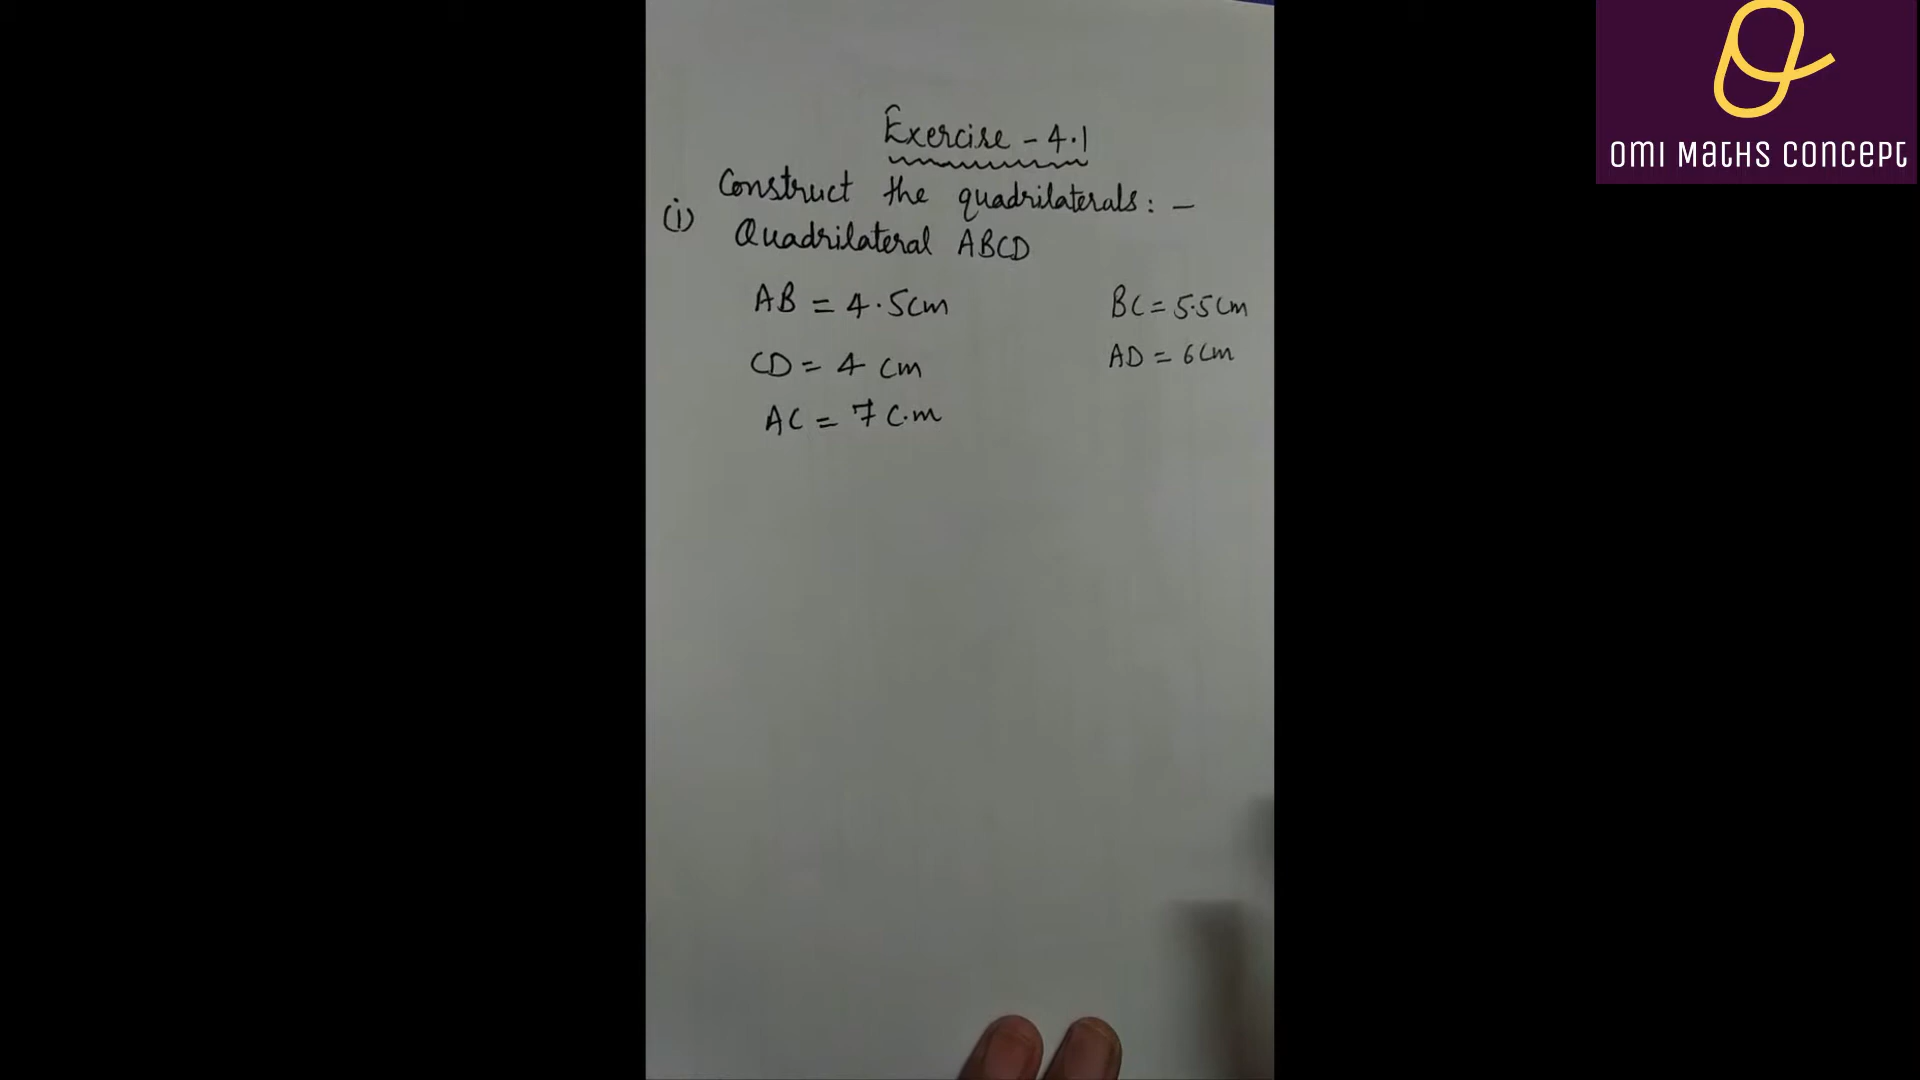 Exercise - 4.1
Construct the quadrilaterals: -
(i) Quadrilateral ABCD
AB = 4.5cm BC = 5.5cm
CD = 4 cm AD = 6cm
AC = 7 c.m
OMI MATHS CONCEPT